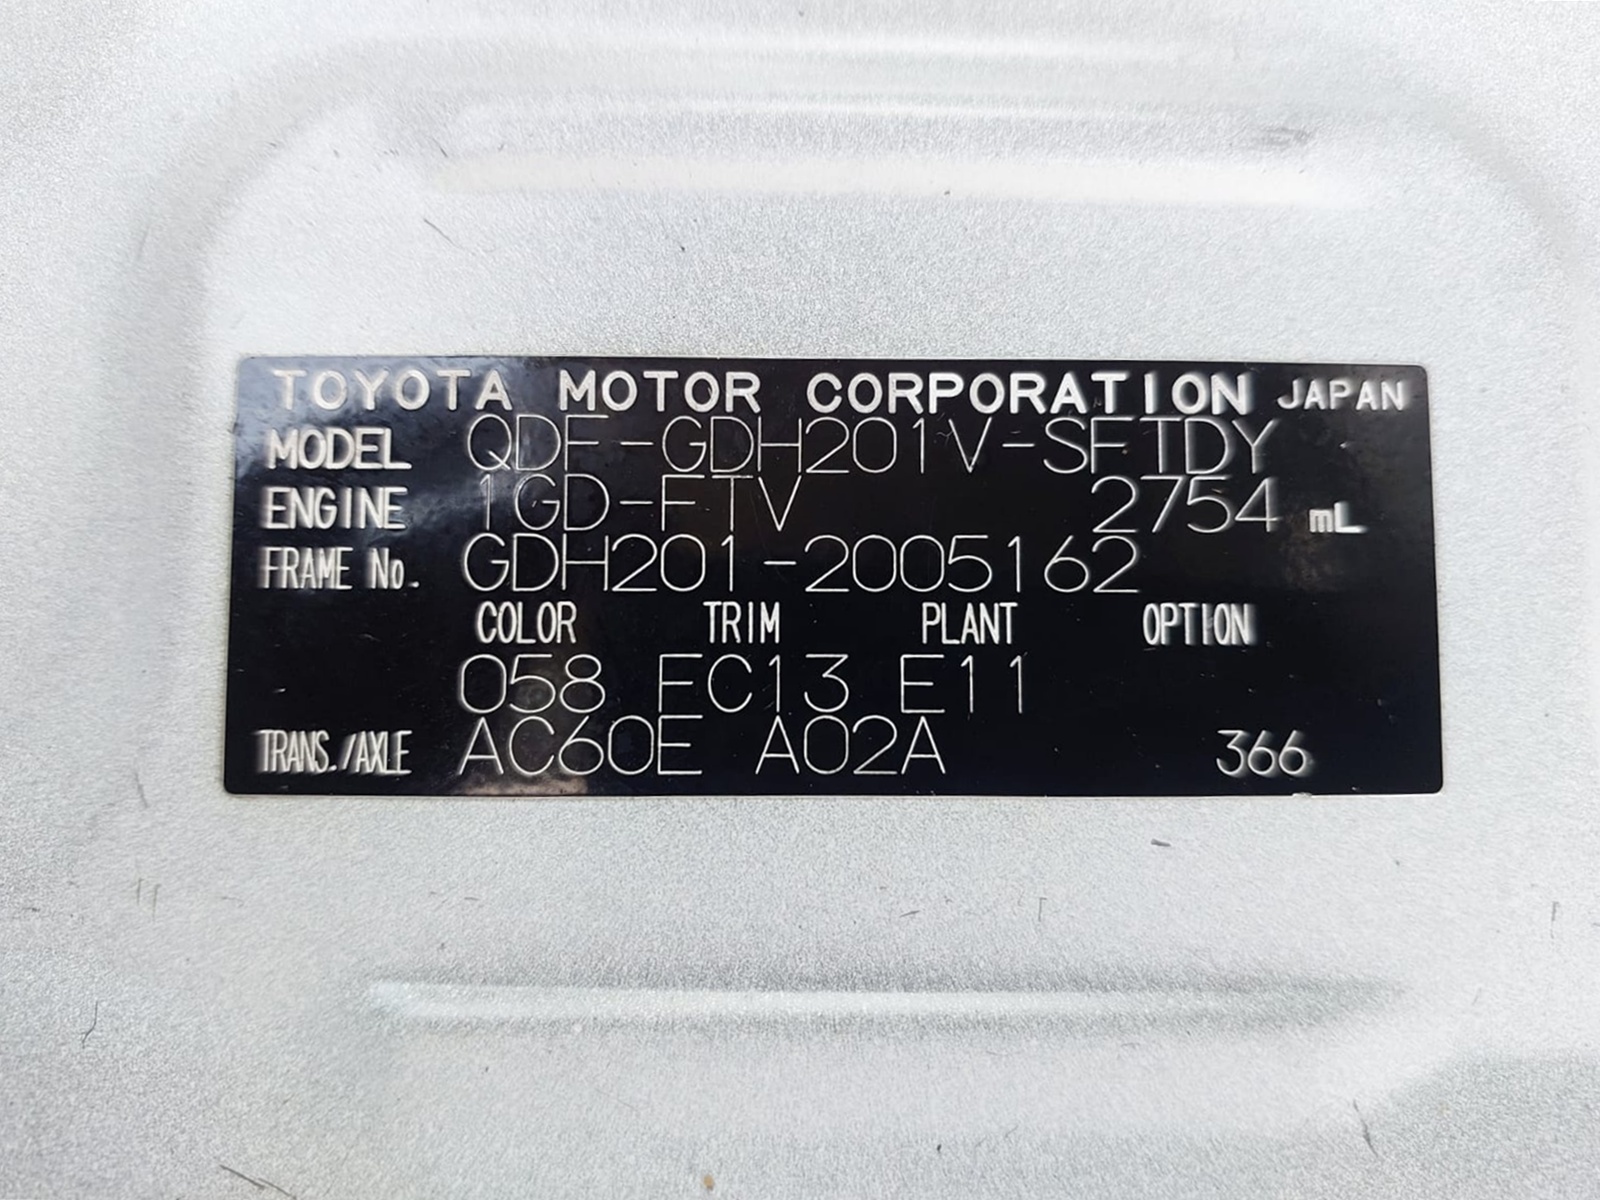 TOYOTA MOTOR CORPORATION JAPAN
MODEL QDF-GDH201V-SFTDY
ENGINE 1GD-FTV 2754 mL
FRAME No. GDH201-2005162
COLOR TRIM PLANT OPTION
058 FC13 E11
TRANS./AXLE AC60E A02A 366